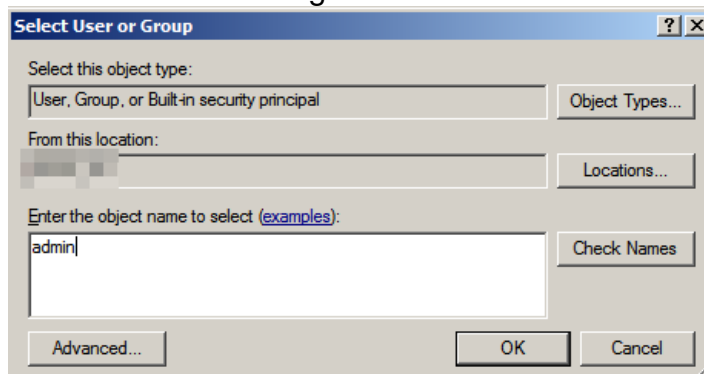 Select User or Group
Select this object type:
User, Group, or Built-in security principal
Object Types...
From this location:
Locations...
Enter the object name to select (examples):
admin
Check Names
Advanced...
OK
Cancel